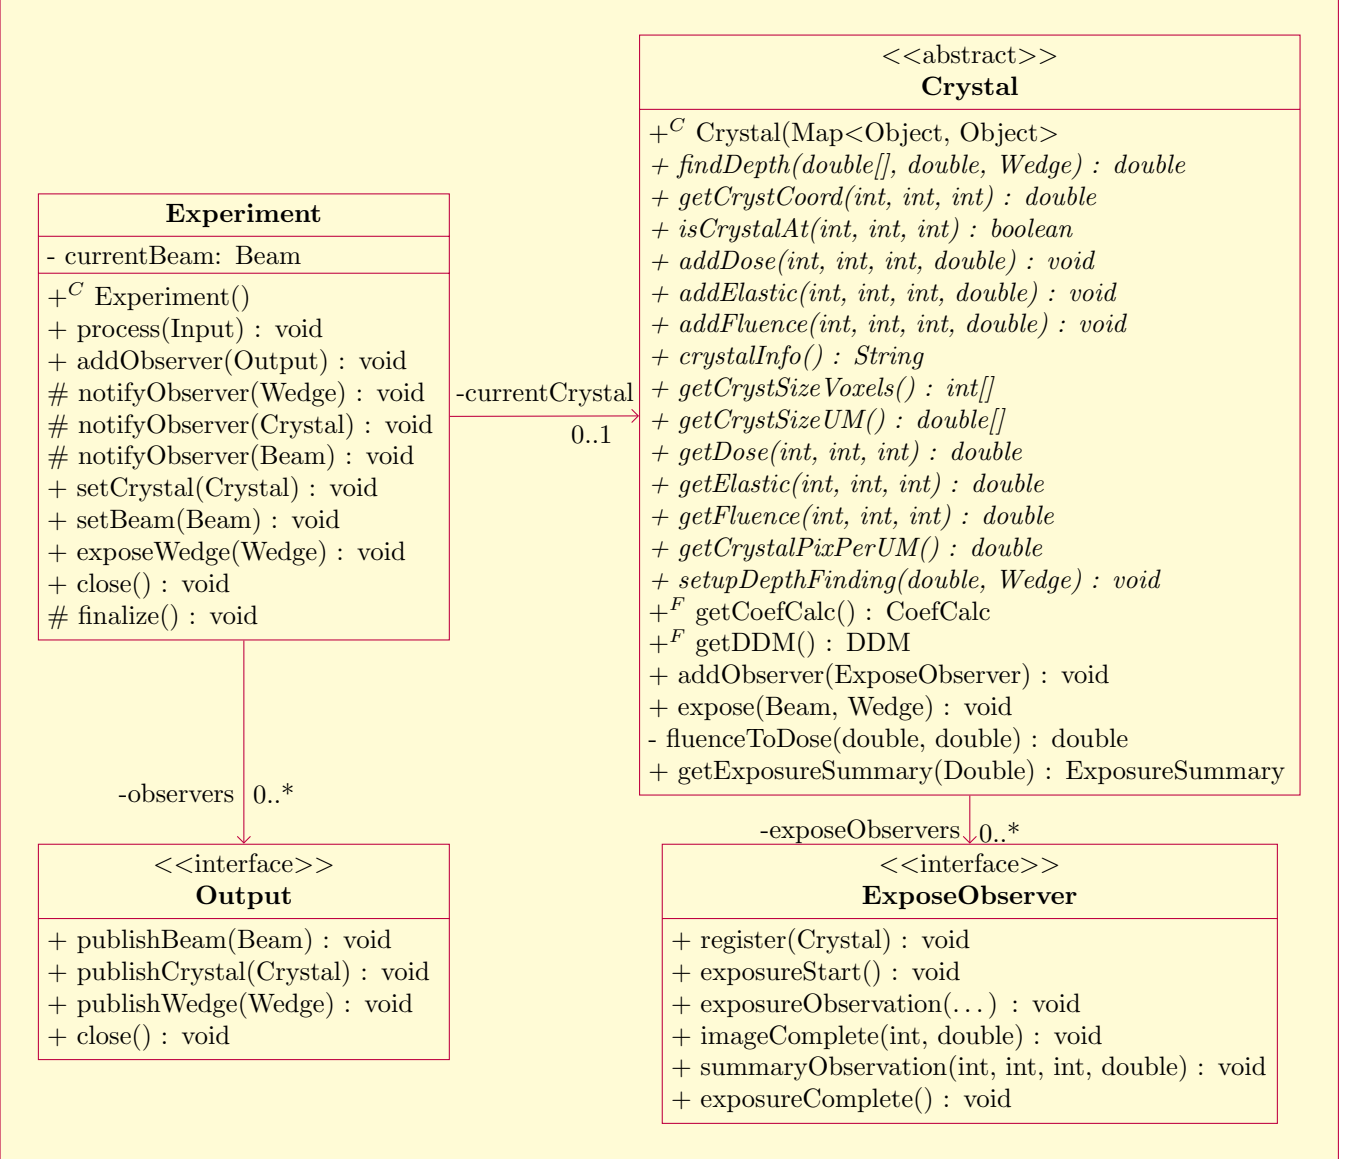 <<abstract>>
Crystal
+C Crystal(Map<Object, Object>
+ findDepth(double[], double, Wedge) : double
+ getCrystCoord(int, int, int) : double
+ isCrystalAt(int, int, int) : boolean
+ addDose(int, int, int, double) : void
+ addElastic(int, int, int, double) : void
+ addFluence(int, int, int, double) : void
+ crystalInfo() : String
+ getCrystSizeVoxels() : int[]
+ getCrystSizeUM() : double[]
+ getDose(int, int, int) : double
+ getElastic(int, int, int) : double
+ getFluence(int, int, int) : double
+ getCrystalPixPerUM() : double
+ setupDepthFinding(double, Wedge) : void
+F getCoefCalc() : CoefCalc
+F getDDM() : DDM
+ addObserver(ExposeObserver) : void
+ expose(Beam, Wedge) : void
- fluenceToDose(double, double) : double
+ getExposureSummary(Double) : ExposureSummary
Experiment
- currentBeam: Beam
+C Experiment()
+ process(Input) : void
+ addObserver(Output) : void
# notifyObserver(Wedge) : void
# notifyObserver(Crystal) : void
# notifyObserver(Beam) : void
+ setCrystal(Crystal) : void
+ setBeam(Beam) : void
+ exposeWedge(Wedge) : void
+ close() : void
# finalize() : void
-currentCrystal
0..1
-observers
0..*
-exposeObservers
0..*
<<interface>>
Output
+ publishBeam(Beam) : void
+ publishCrystal(Crystal) : void
+ publishWedge(Wedge) : void
+ close() : void
<<interface>>
ExposeObserver
+ register(Crystal) : void
+ exposureStart() : void
+ exposureObservation(...) : void
+ imageComplete(int, double) : void
+ summaryObservation(int, int, int, double) : void
+ exposureComplete() : void